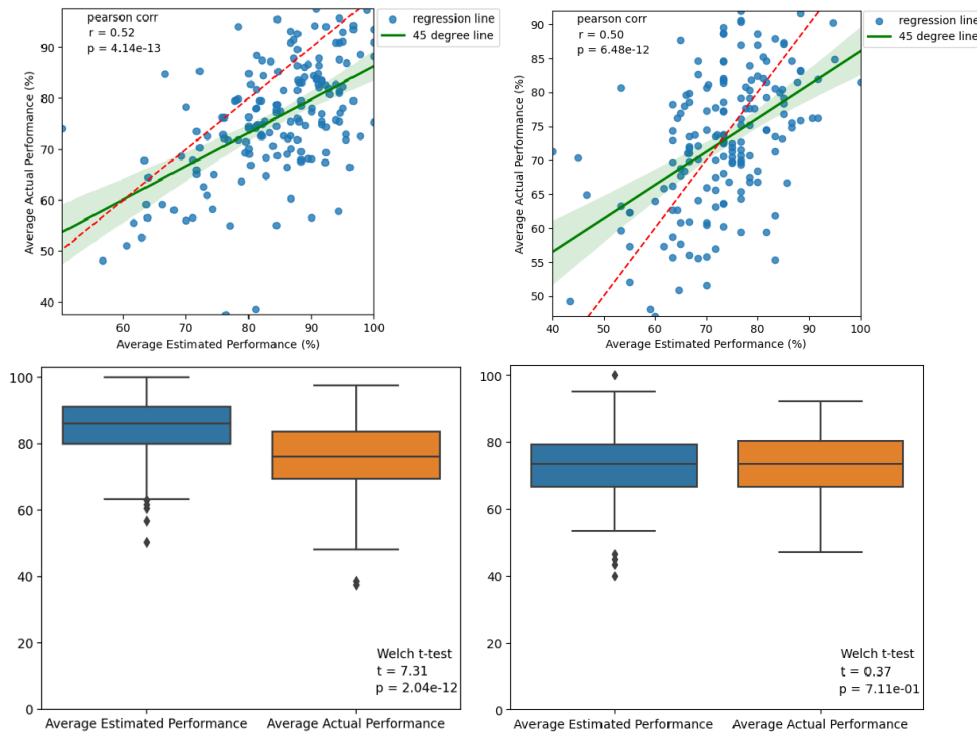 pearson corr
r = 0.52
p = 4.14e-13
regression line
45 degree line
Average Actual Performance (%)
90
80
70
60
50
40
60
70
80
90
100
Average Estimated Performance (%)
pearson corr
r = 0.50
p = 6.48e-12
regression line
45 degree line
Average Actual Performance (%)
90
85
80
75
70
65
60
55
50
40
50
60
70
80
90
100
Average Estimated Performance (%)
100
80
60
40
20
0
Welch t-test
t = 7.31
p = 2.04e-12
Average Estimated Performance
Average Actual Performance
100
80
60
40
20
0
Welch t-test
t = 0.37
p = 7.11e-01
Average Estimated Performance
Average Actual Performance